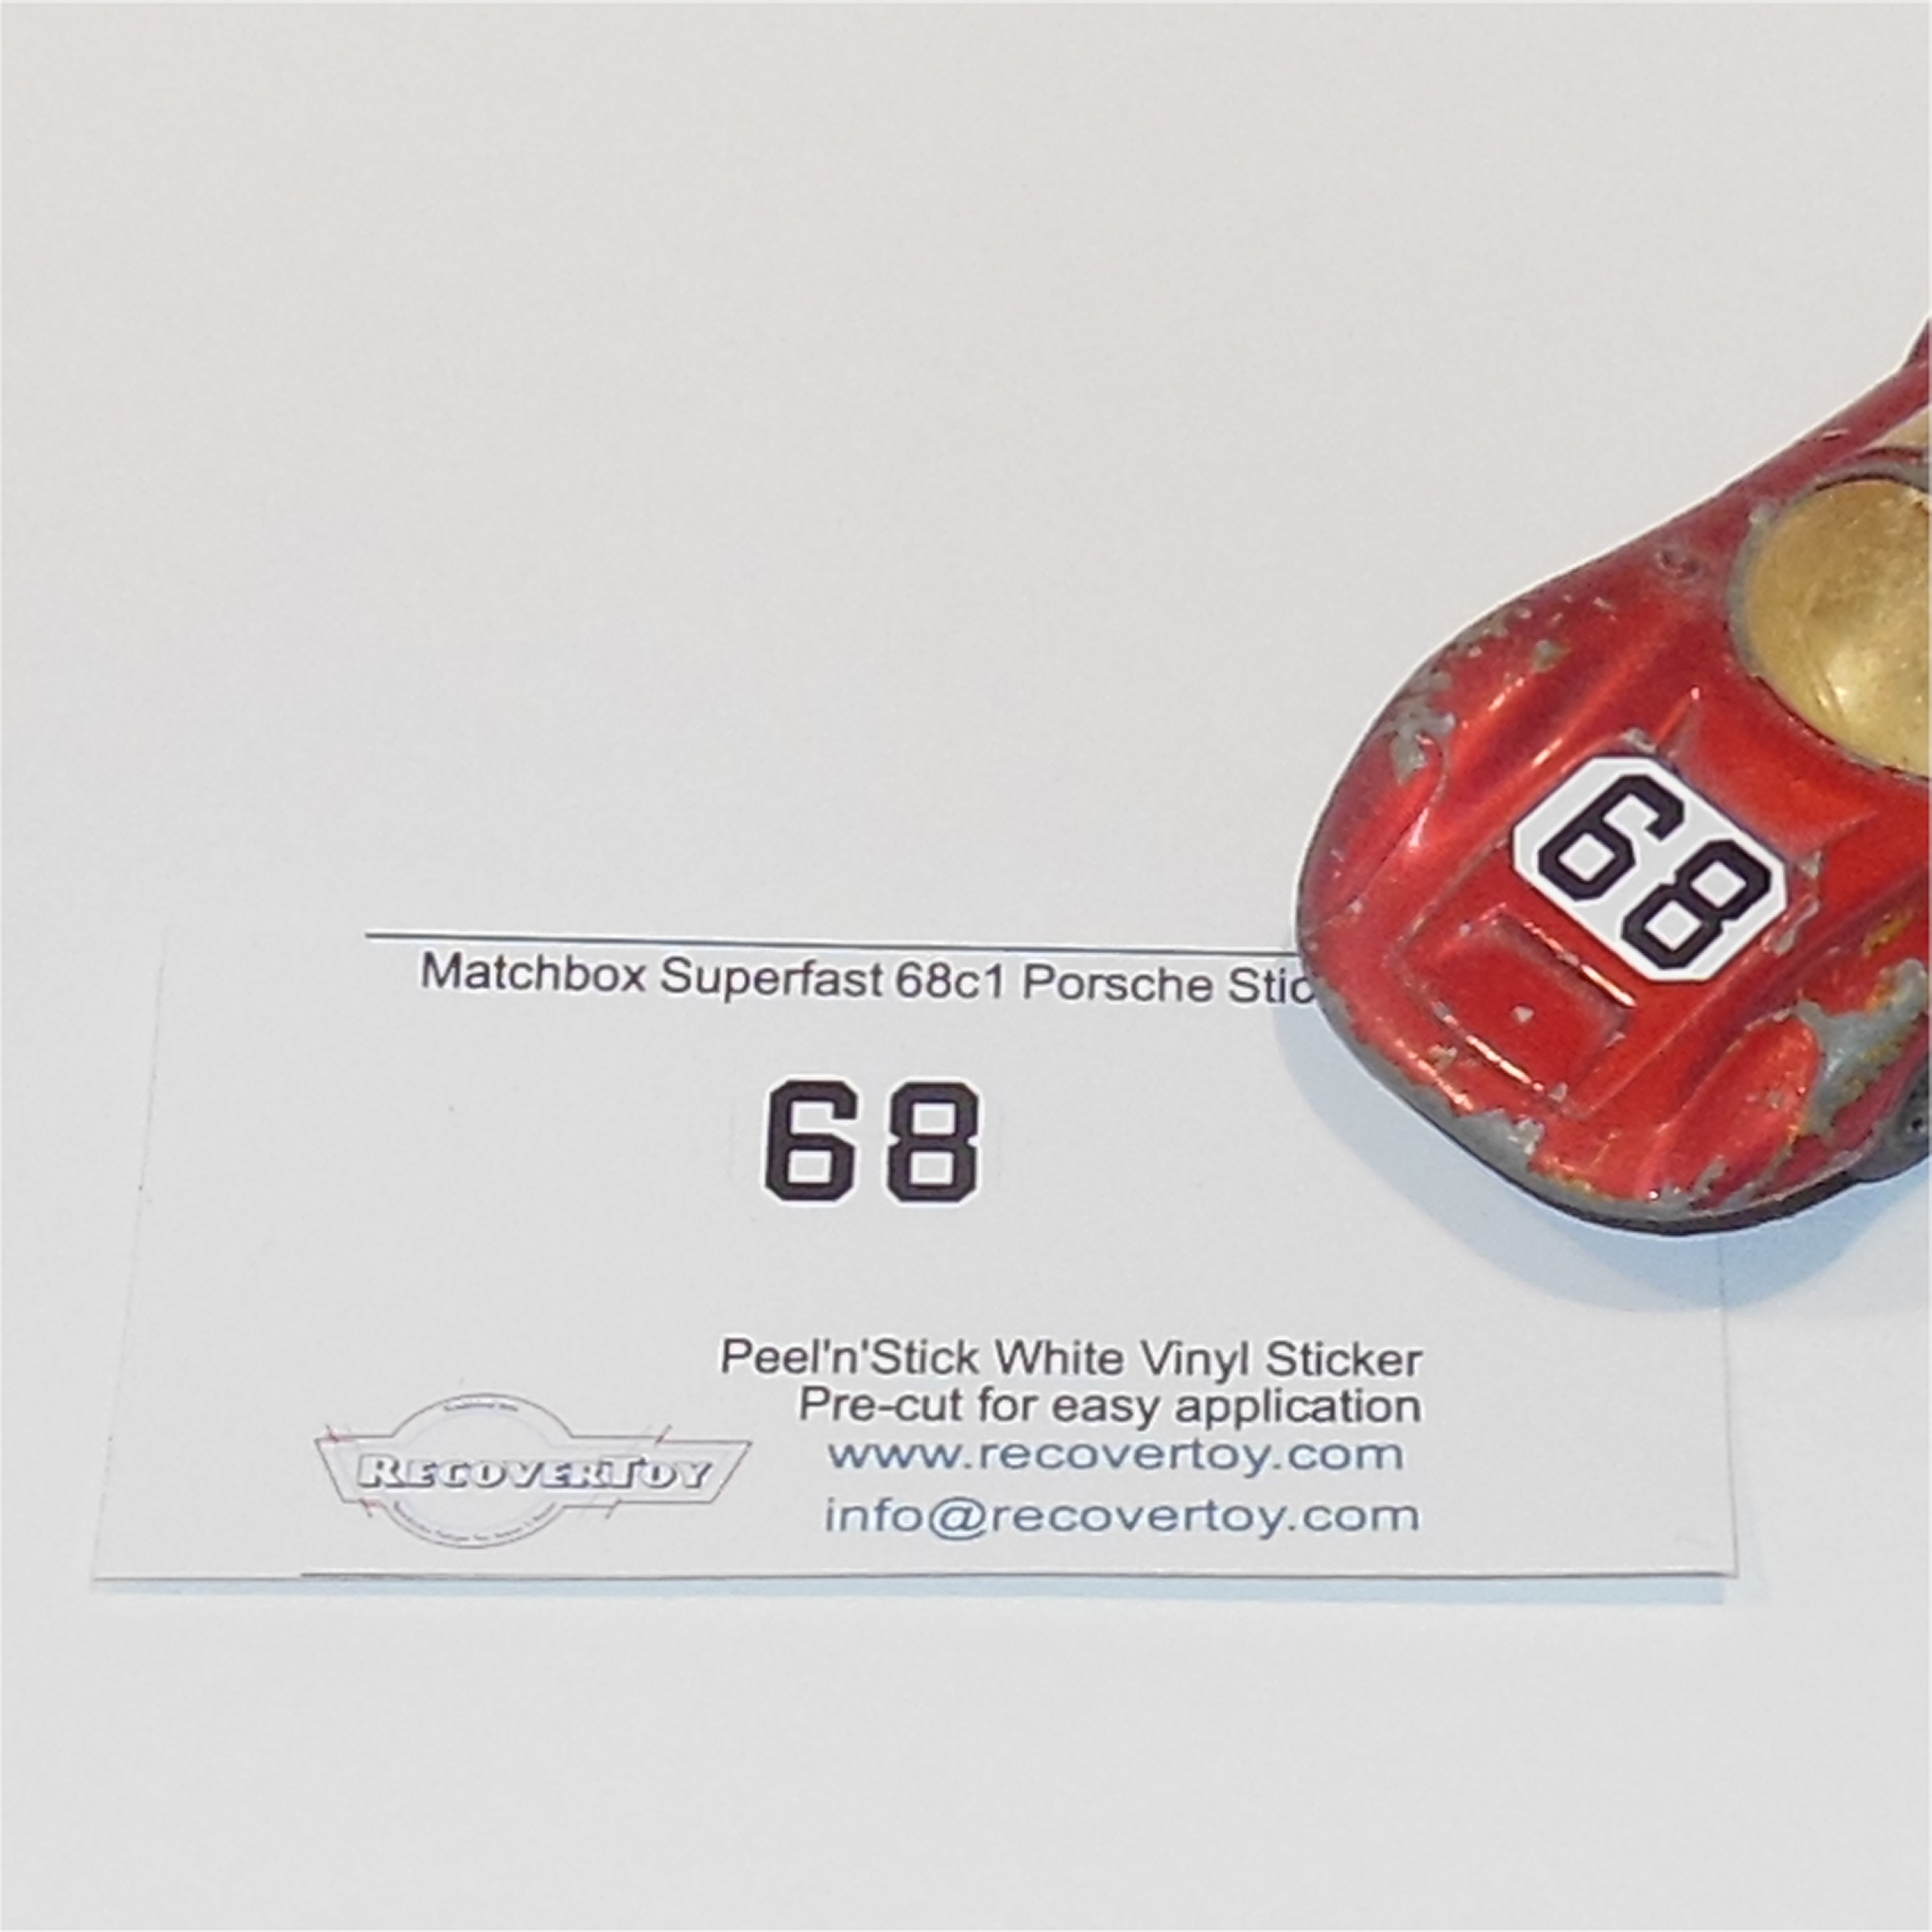 68
Matchbox Superfast 68c1 Porsche Stic
68
Peel'n'Stick White Vinyl Sticker
Pre-cut for easy application
www.recovertoy.com
info@recovertoy.com
RECOVERTOY